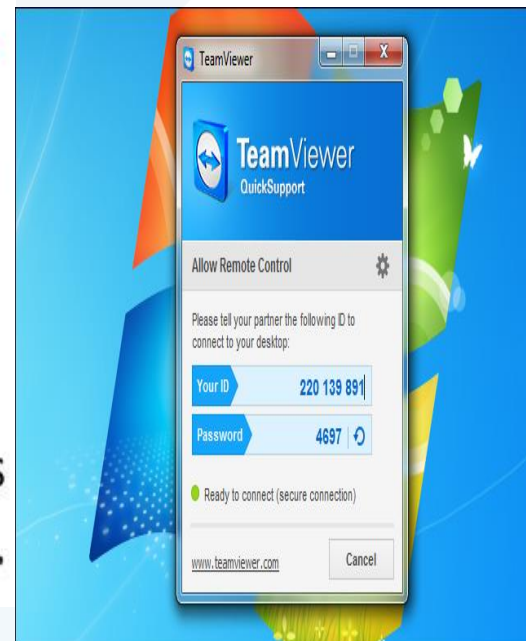 TeamViewer
TeamViewer
QuickSupport
Allow Remote Control
Please tell your partner the following ID to
connect to your desktop:
Your ID 220 139 891
Password 4697
Ready to connect (secure connection)
www.teamviewer.com Cancel